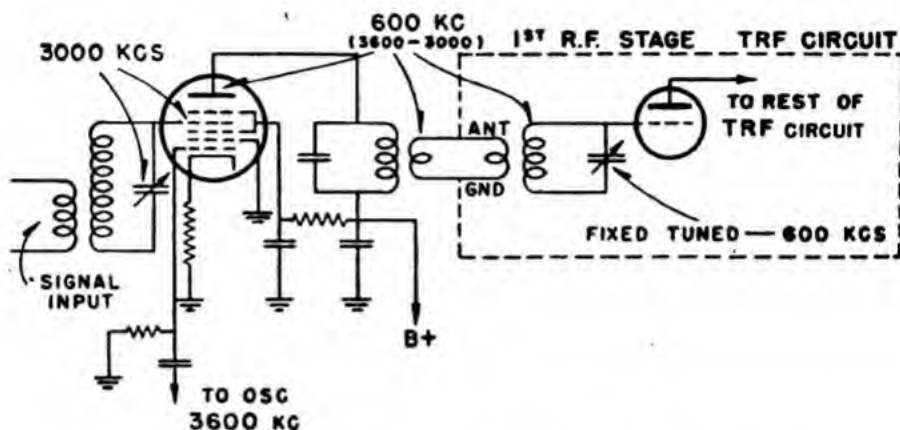 600 KC
(3600-3000)
1ST R.F. STAGE TRF CIRCUIT
3000 KCS
ANT
TO REST OF
TRF CIRCUIT
GND
FIXED TUNED — 600 KCS
SIGNAL
INPUT
B+
TO OSC
3600 KC